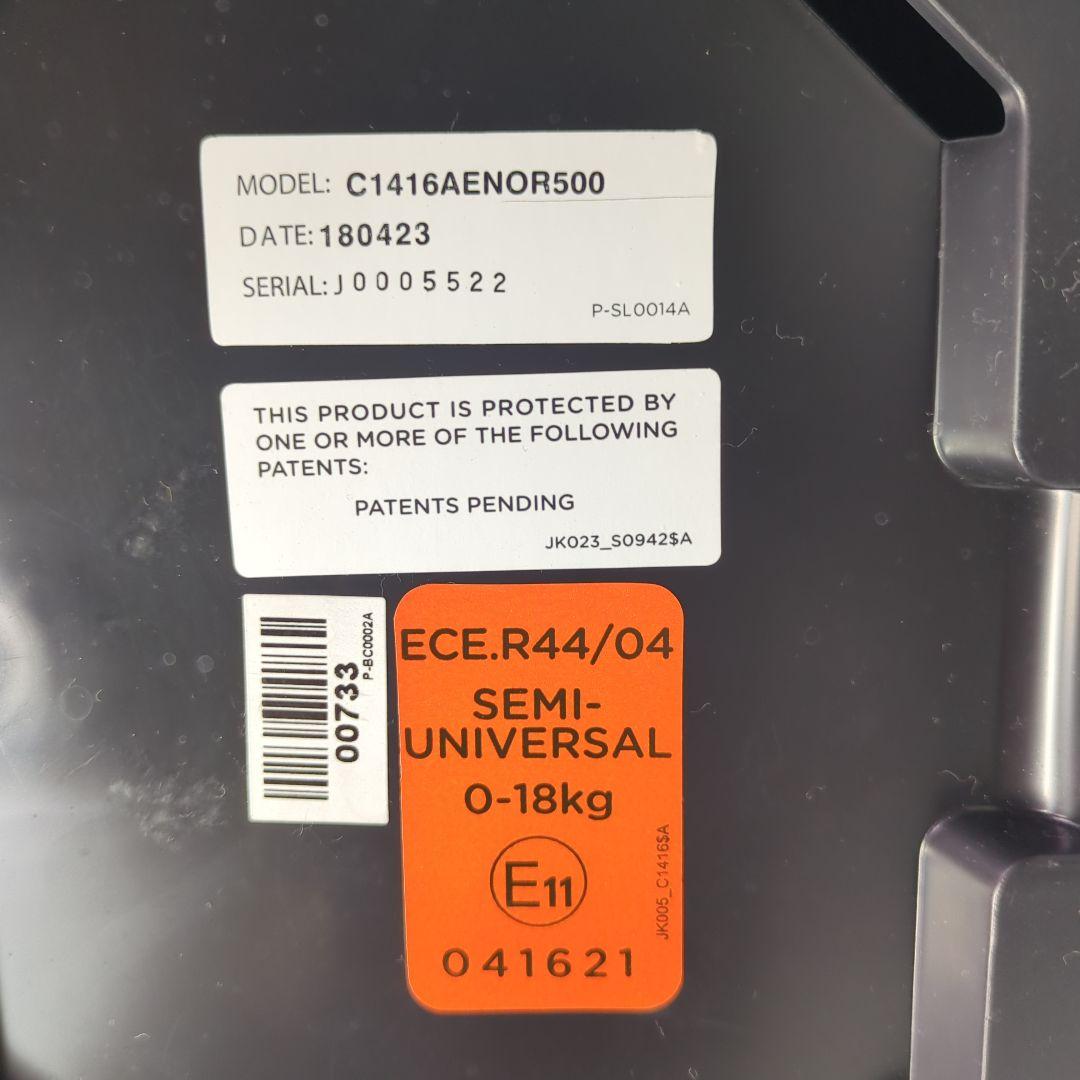 MODEL: C1416AENOR500
DATE: 180423
SERIAL: J0005522
P-SL0014A
THIS PRODUCT IS PROTECTED BY
ONE OR MORE OF THE FOLLOWING
PATENTS:
PATENTS PENDING
JK023_S0942$A
00733
P-BC0002A
ECE.R44/04
SEMI-
UNIVERSAL
0-18kg
E11
JK005_C1416$A
041621